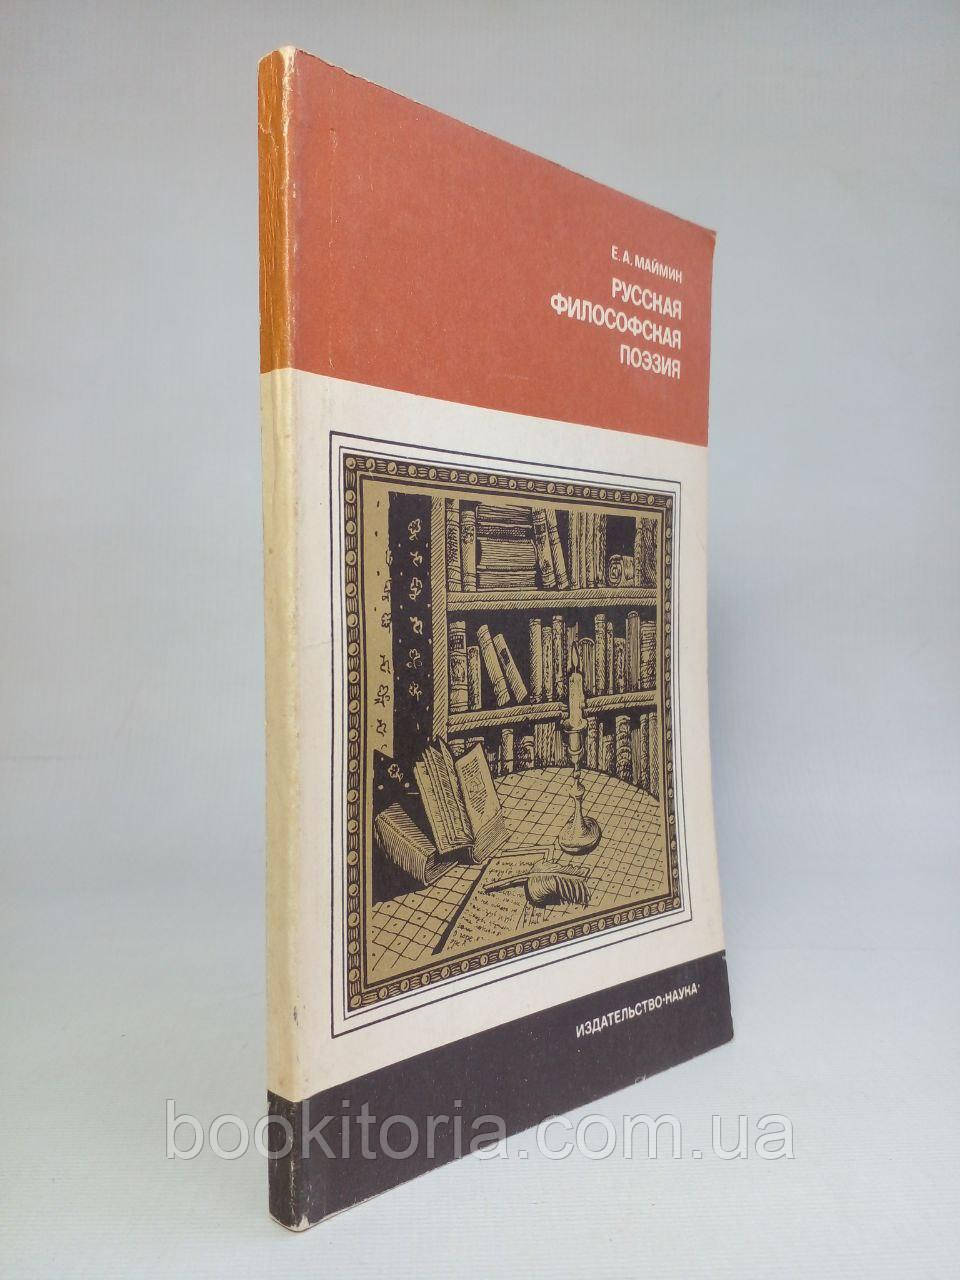 Е. А. МАЙМИН
РУССКАЯ
ФИЛОСОФСКАЯ
ПОЭЗИЯ
ИЗДАТЕЛЬСТВО·НАУКА·
bookitoria.com.ua